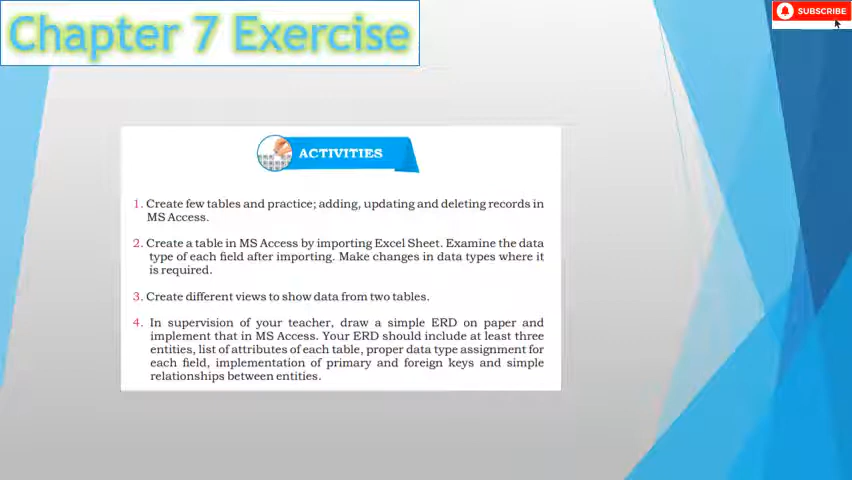 Chapter 7 Exercise
SUBSCRIBE
ACTIVITIES
1. Create few tables and practice; adding, updating and deleting records in
MS Access.
2. Create a table in MS Access by importing Excel Sheet. Examine the data
type of each field after importing. Make changes in data types where it
is required.
3. Create different views to show data from two tables.
4. In supervision of your teacher, draw a simple ERD on paper and
implement that in MS Access. Your ERD should include at least three
entities, list of attributes of each table, proper data type assignment for
each field, implementation of primary and foreign keys and simple
relationships between entities.